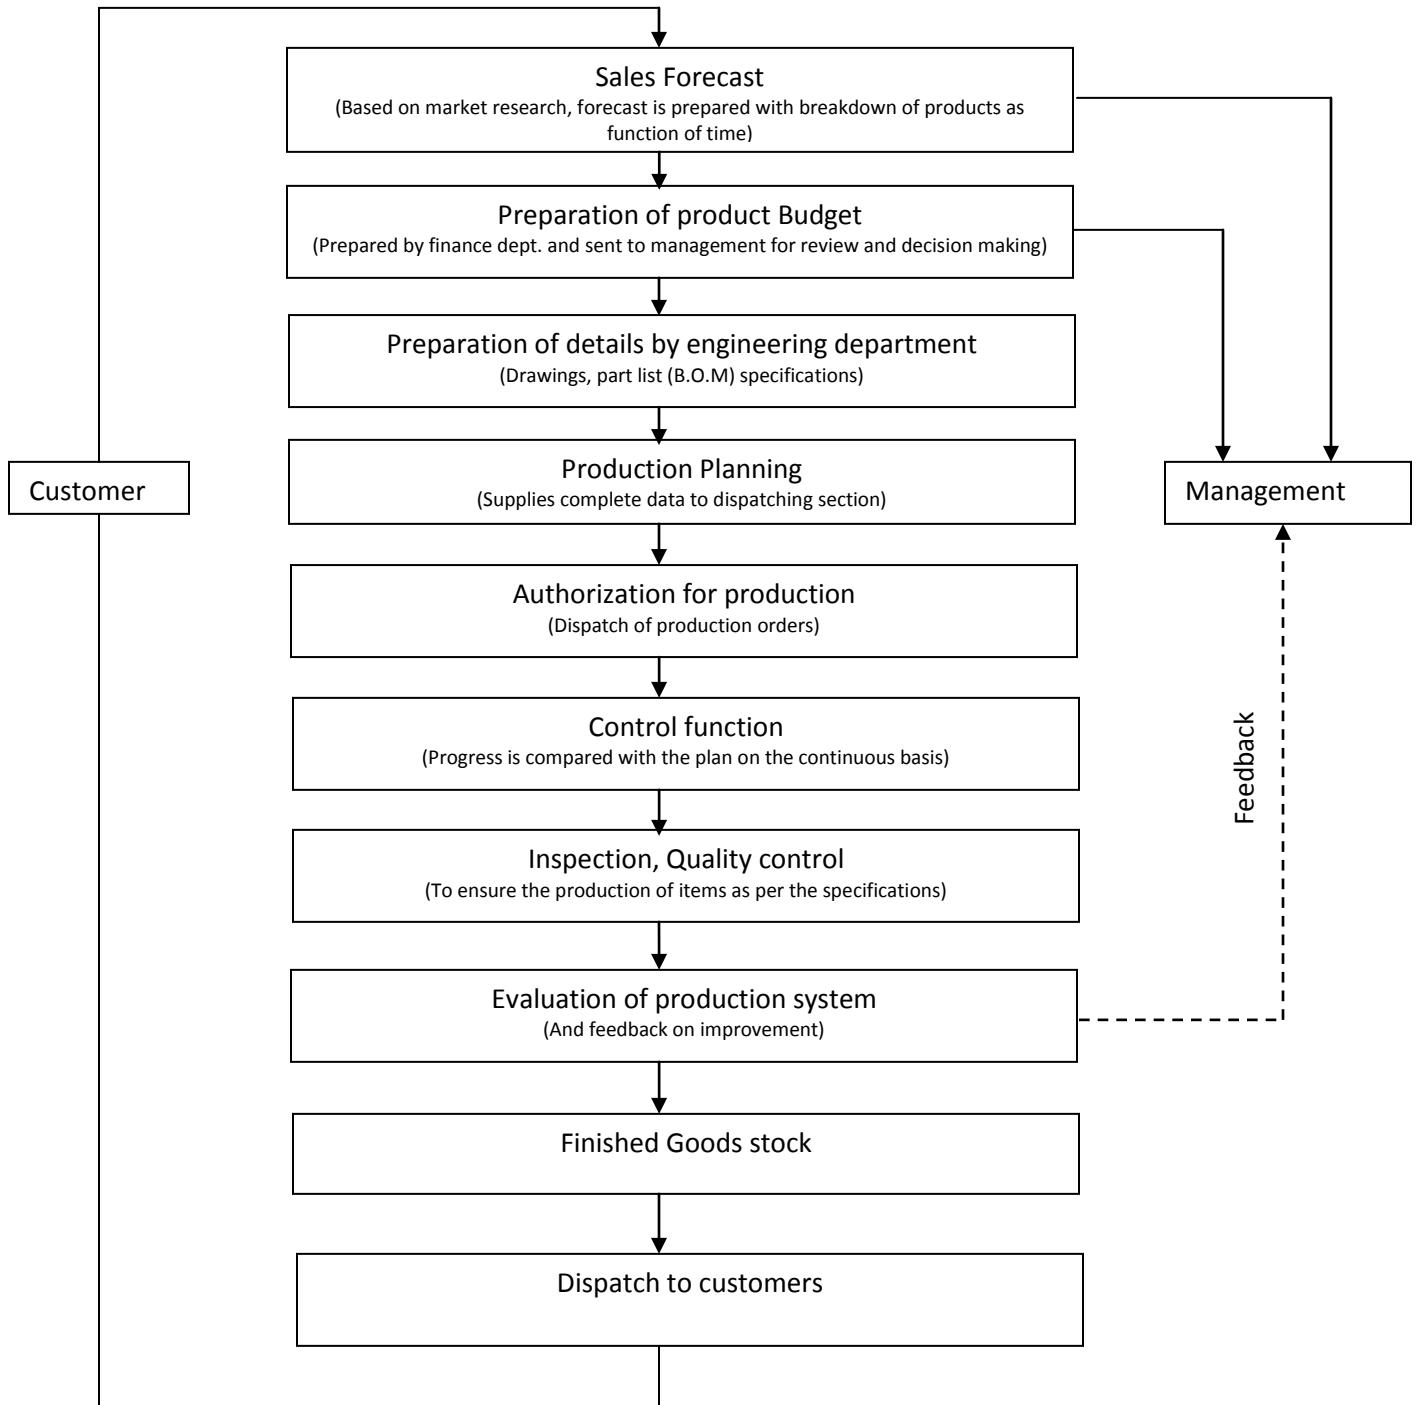 Sales Forecast
(Based on market research, forecast is prepared with breakdown of products as
function of time)
Preparation of product Budget
(Prepared by finance dept. and sent to management for review and decision making)
Preparation of details by engineering department
(Drawings, part list (B.O.M) specifications)
Production Planning
(Supplies complete data to dispatching section)
Customer
Management
Authorization for production
(Dispatch of production orders)
Control function
(Progress is compared with the plan on the continuous basis)
Feedback
Inspection, Quality control
(To ensure the production of items as per the specifications)
Evaluation of production system
(And feedback on improvement)
Finished Goods stock
Dispatch to customers